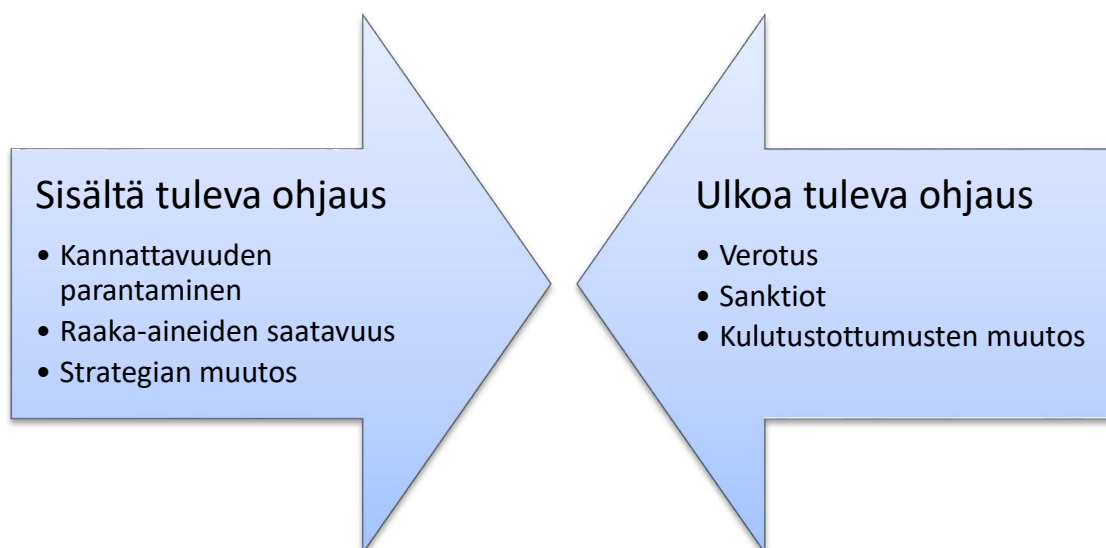 Sisältä tuleva ohjaus
• Kannattavuuden
parantaminen
• Raaka-aineiden saatavuus
• Strategian muutos
Ulkoa tuleva ohjaus
• Verotus
• Sanktiot
• Kulutustottumusten muutos